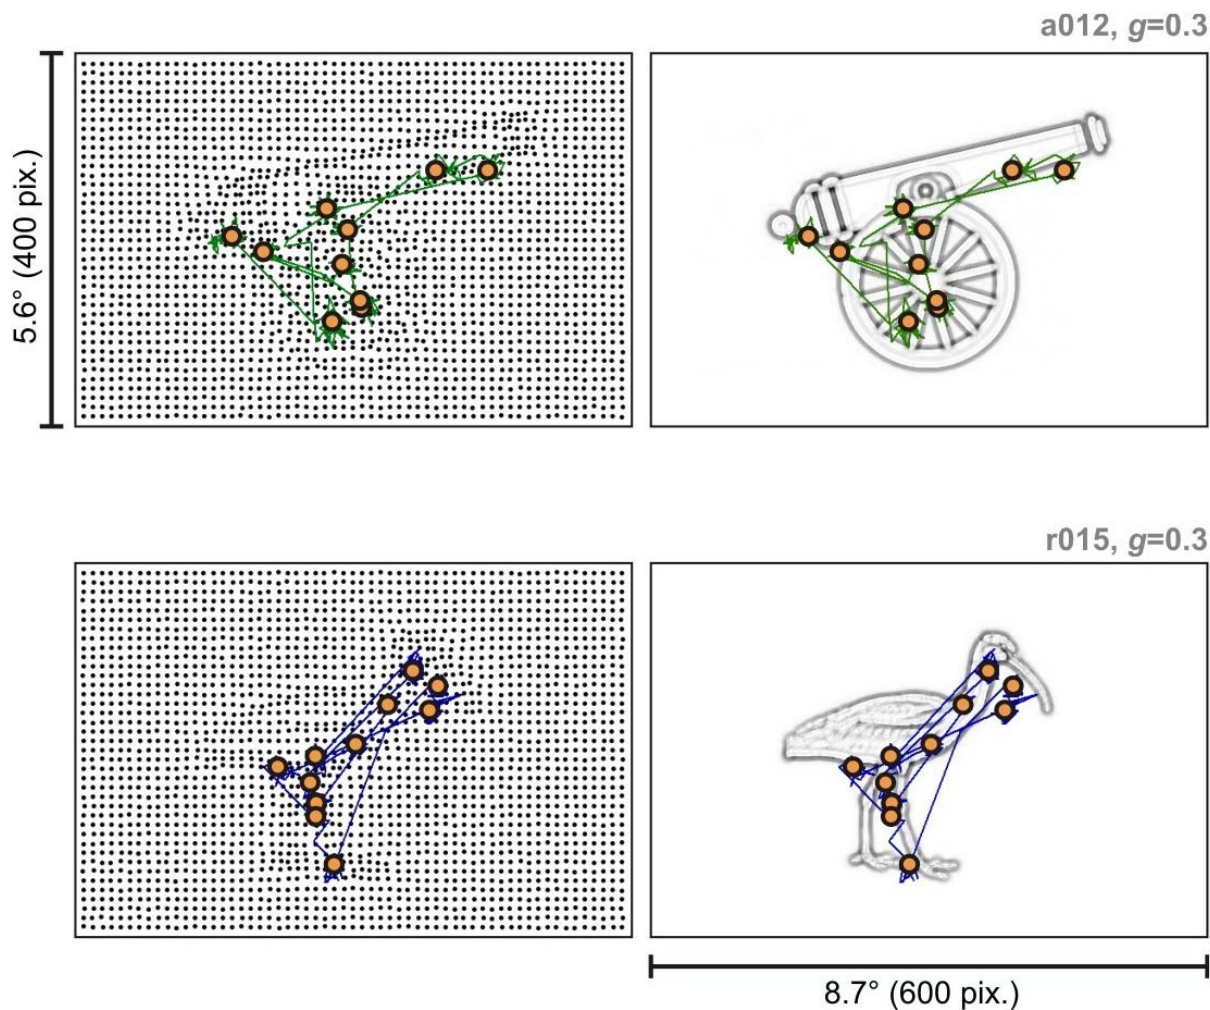 a012, g=0.3
5.6° (400 pix.)
r015, g=0.3
8.7° (600 pix.)